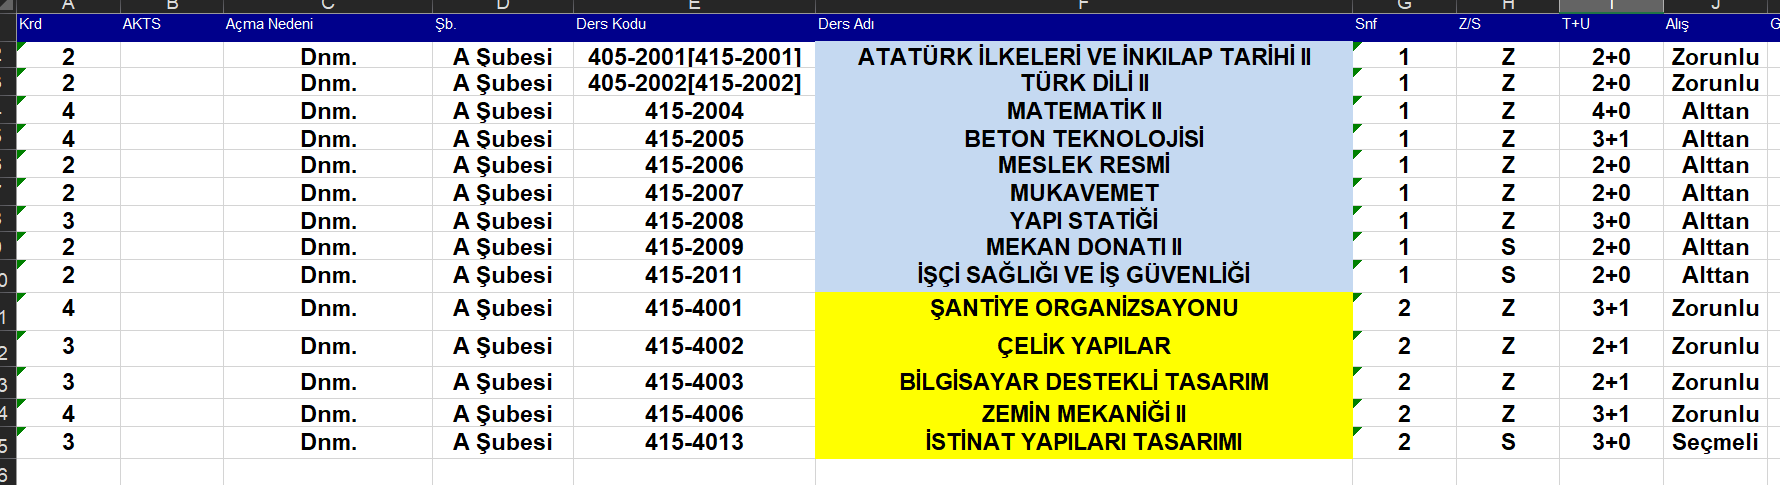 A B C D E F G H I J
Krd AKTS Açma Nedeni Şb. Ders Kodu Ders Adı Snf Z/S T+U Alış G
2 Dnm. A Şubesi 405-2001[415-2001] ATATÜRK İLKELERİ VE İNKILAP TARİHİ II 1 Z 2+0 Zorunlu
2 Dnm. A Şubesi 405-2002[415-2002] TÜRK DİLİ II 1 Z 2+0 Zorunlu
4 Dnm. A Şubesi 415-2004 MATEMATİK II 1 Z 4+0 Alttan
4 Dnm. A Şubesi 415-2005 BETON TEKNOLOJİSİ 1 Z 3+1 Alttan
2 Dnm. A Şubesi 415-2006 MESLEK RESMİ 1 Z 2+0 Alttan
2 Dnm. A Şubesi 415-2007 MUKAVEMET 1 Z 2+0 Alttan
3 Dnm. A Şubesi 415-2008 YAPI STATİĞİ 1 Z 3+0 Alttan
2 Dnm. A Şubesi 415-2009 MEKAN DONATI II 1 S 2+0 Alttan
2 Dnm. A Şubesi 415-2011 İŞÇİ SAĞLIĞI VE İŞ GÜVENLİĞİ 1 S 2+0 Alttan
4 Dnm. A Şubesi 415-4001 ŞANTİYE ORGANİZSAYONU 2 Z 3+1 Zorunlu
3 Dnm. A Şubesi 415-4002 ÇELİK YAPILAR 2 Z 2+1 Zorunlu
3 Dnm. A Şubesi 415-4003 BİLGİSAYAR DESTEKLİ TASARIM 2 Z 2+1 Zorunlu
4 Dnm. A Şubesi 415-4006 ZEMİN MEKANİĞİ II 2 Z 3+1 Zorunlu
3 Dnm. A Şubesi 415-4013 İSTİNAT YAPILARI TASARIMI 2 S 3+0 Seçmeli